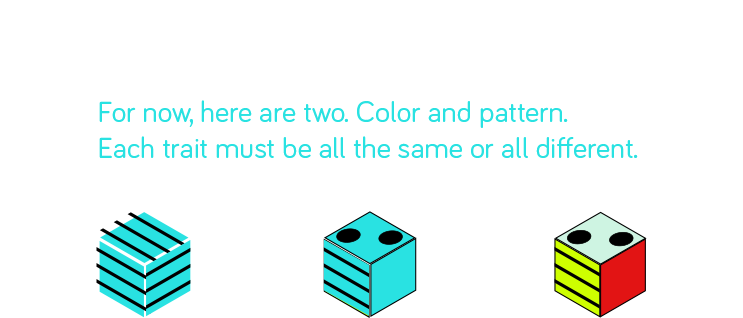 For now, here are two. Color and pattern.
Each trait must be all the same or all different.